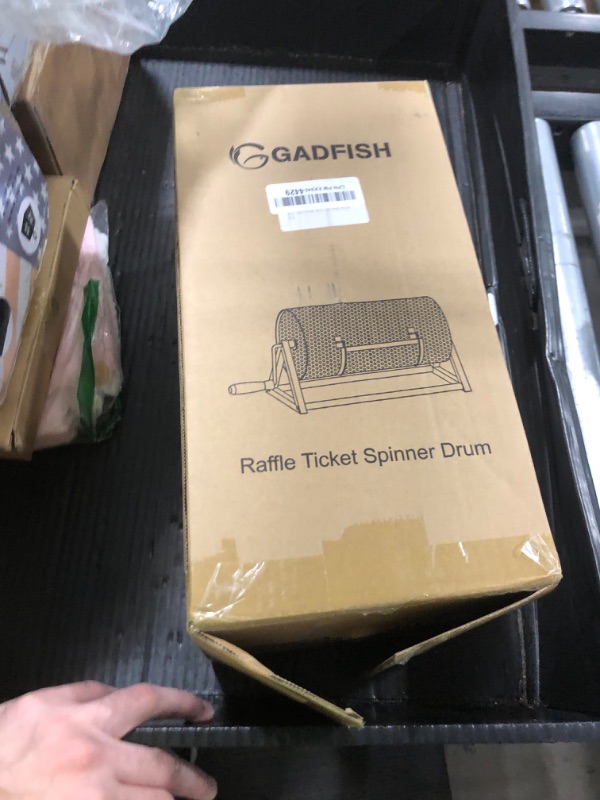 GADFISH
Raffle Ticket Spinner Drum